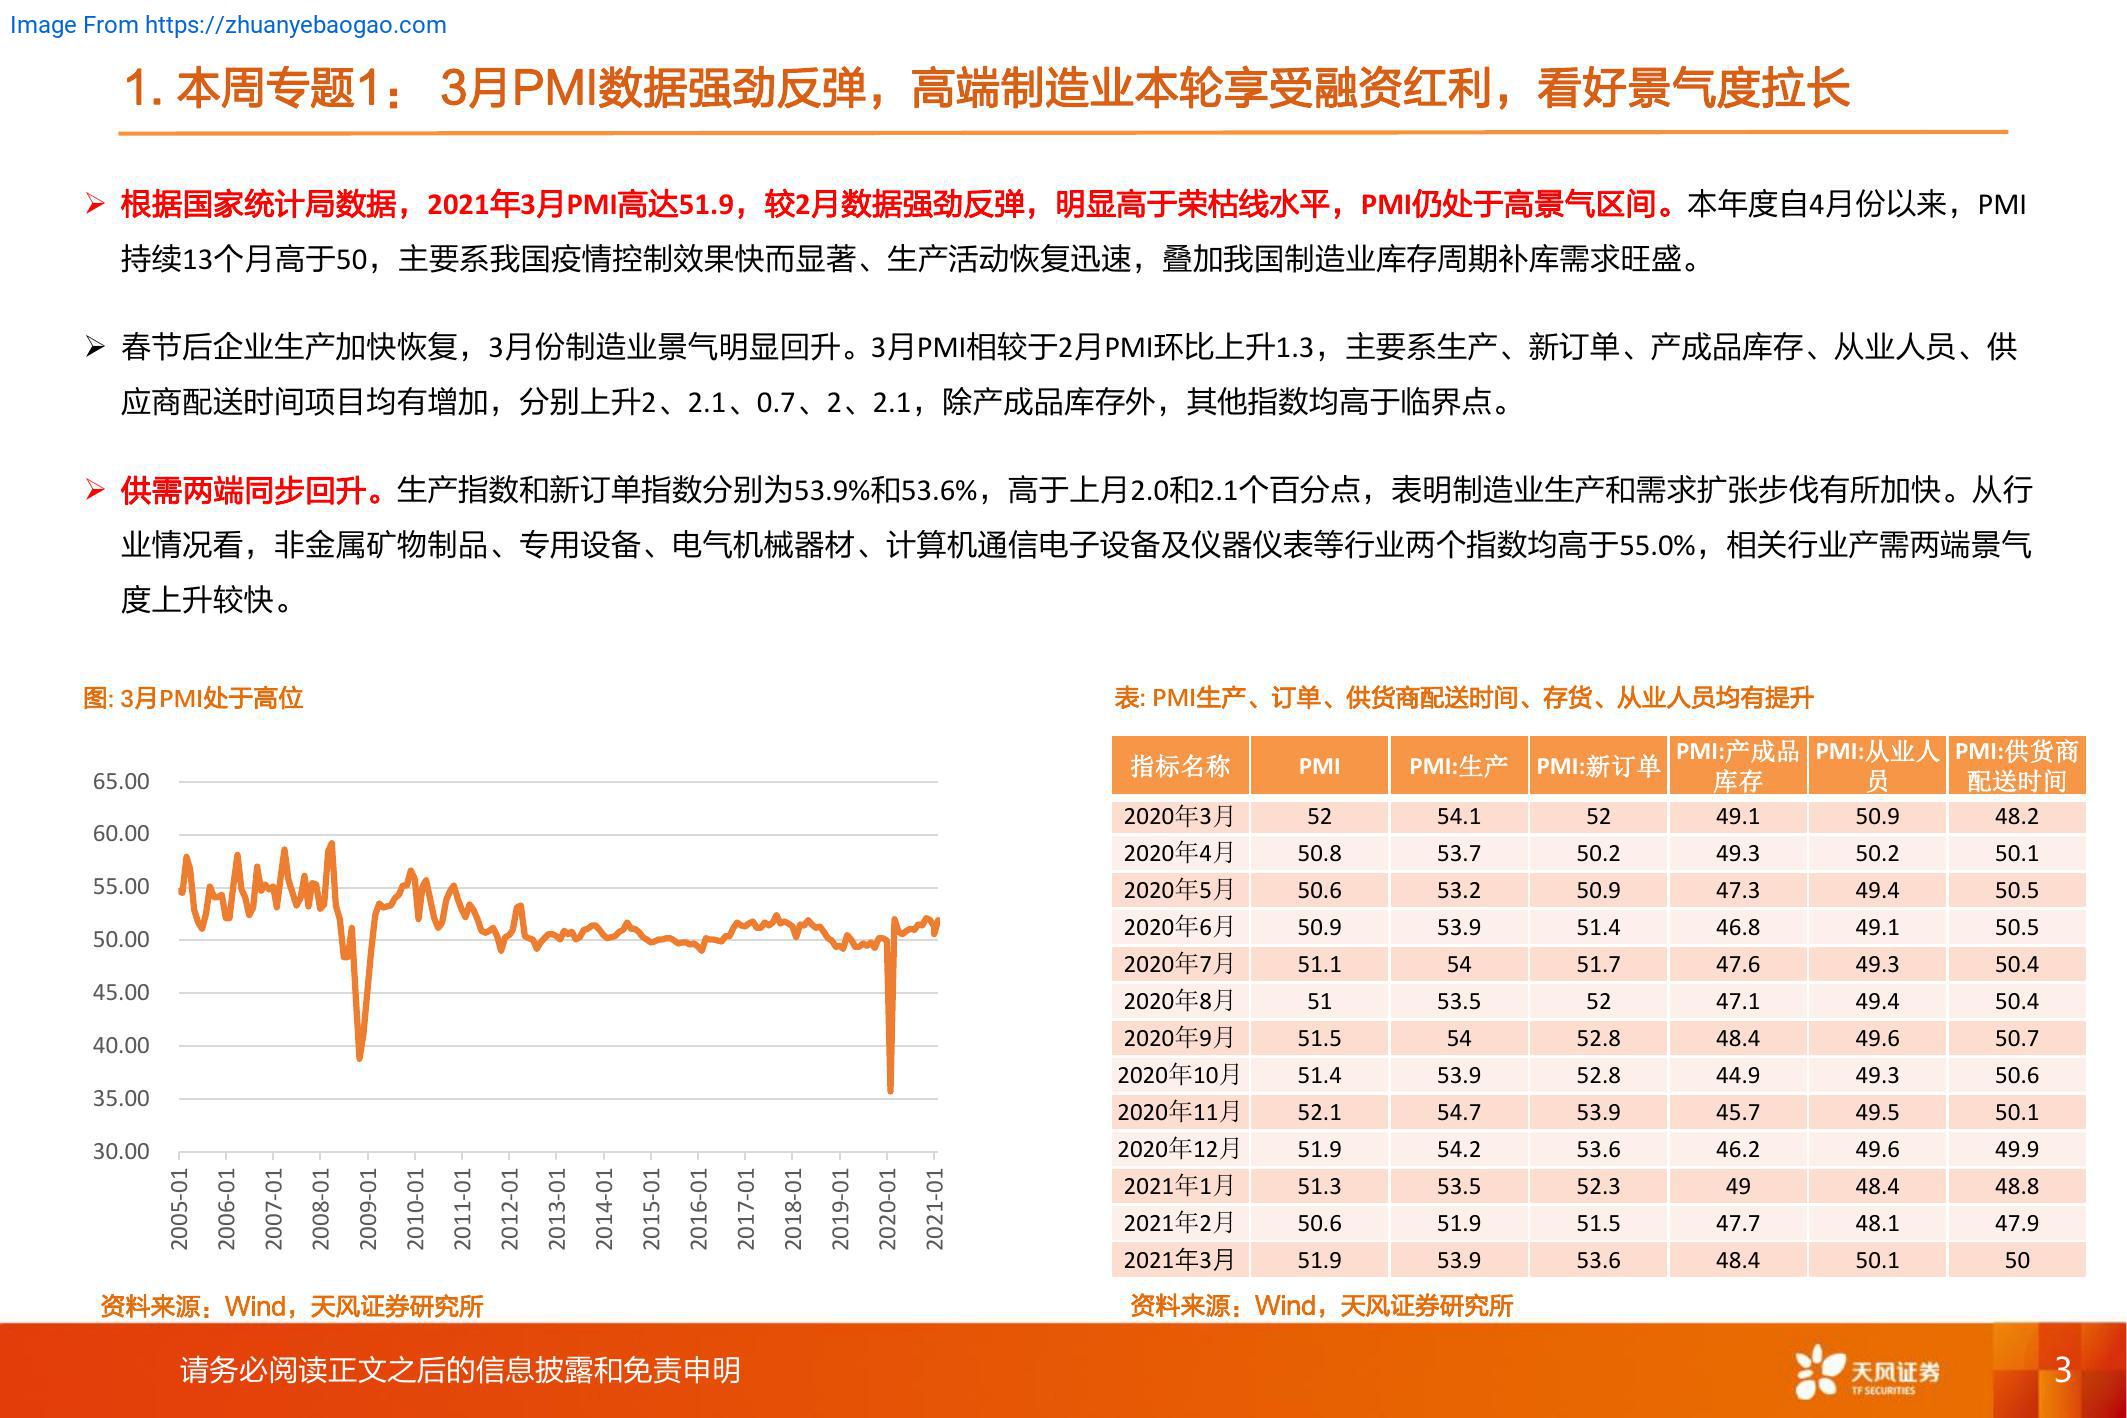 Image From https://zhuanyebaogao.com
1. 本周专题1： 3月PMI数据强劲反弹，高端制造业本轮享受融资红利，看好景气度拉长
➢ 根据国家统计局数据，2021年3月PMI高达51.9，较2月数据强劲反弹，明显高于荣枯线水平，PMI仍处于高景气区间。本年度自4月份以来，PMI
持续13个月高于50，主要系我国疫情控制效果快而显著、生产活动恢复迅速，叠加我国制造业库存周期补库需求旺盛。
➢ 春节后企业生产加快恢复，3月份制造业景气明显回升。3月PMI相较于2月PMI环比上升1.3，主要系生产、新订单、产成品库存、从业人员、供
应商配送时间项目均有增加，分别上升2、2.1、0.7、2、2.1，除产成品库存外，其他指数均高于临界点。
➢ 供需两端同步回升。生产指数和新订单指数分别为53.9%和53.6%，高于上月2.0和2.1个百分点，表明制造业生产和需求扩张步伐有所加快。从行
业情况看，非金属矿物制品、专用设备、电气机械器材、计算机通信电子设备及仪器仪表等行业两个指数均高于55.0%，相关行业产需两端景气
度上升较快。
图: 3月PMI处于高位
65.00
60.00
55.00
50.00
45.00
40.00
35.00
30.00
2005-01
2006-01
2007-01
2008-01
2009-01
2010-01
2011-01
2012-01
2013-01
2014-01
2015-01
2016-01
2017-01
2018-01
2019-01
2020-01
2021-01
资料来源：Wind，天风证券研究所
表: PMI生产、订单、供货商配送时间、存货、从业人员均有提升
指标名称 PMI PMI:生产 PMI:新订单 PMI:产成品库存 PMI:从业人员 PMI:供货商配送时间
2020年3月 52 54.1 52 49.1 50.9 48.2
2020年4月 50.8 53.7 50.2 49.3 50.2 50.1
2020年5月 50.6 53.2 50.9 47.3 49.4 50.5
2020年6月 50.9 53.9 51.4 46.8 49.1 50.5
2020年7月 51.1 54 51.7 47.6 49.3 50.4
2020年8月 51 53.5 52 47.1 49.4 50.4
2020年9月 51.5 54 52.8 48.4 49.6 50.7
2020年10月 51.4 53.9 52.8 44.9 49.3 50.6
2020年11月 52.1 54.7 53.9 45.7 49.5 50.1
2020年12月 51.9 54.2 53.6 46.2 49.6 49.9
2021年1月 51.3 53.5 52.3 49 48.4 48.8
2021年2月 50.6 51.9 51.5 47.7 48.1 47.9
2021年3月 51.9 53.9 53.6 48.4 50.1 50
资料来源：Wind，天风证券研究所
请务必阅读正文之后的信息披露和免责申明
天风证券
TF SECURITIES
3